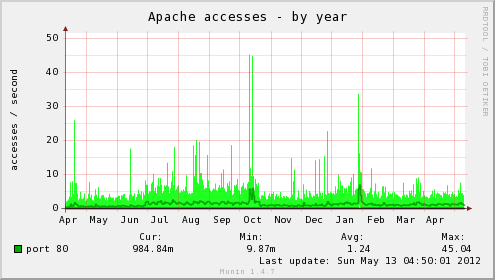 Apache accesses - by year
RRDTOOL / TOBI OETIKER
accesses / second
50
40
30
20
10
0
Apr May Jun Jul Aug Sep Oct Nov Dec Jan Feb Mar Apr
Cur: Min: Avg: Max:
port 80 984.84m 9.87m 1.24 45.04
Last update: Sun May 13 04:50:01 2012
Munin 1.4.7